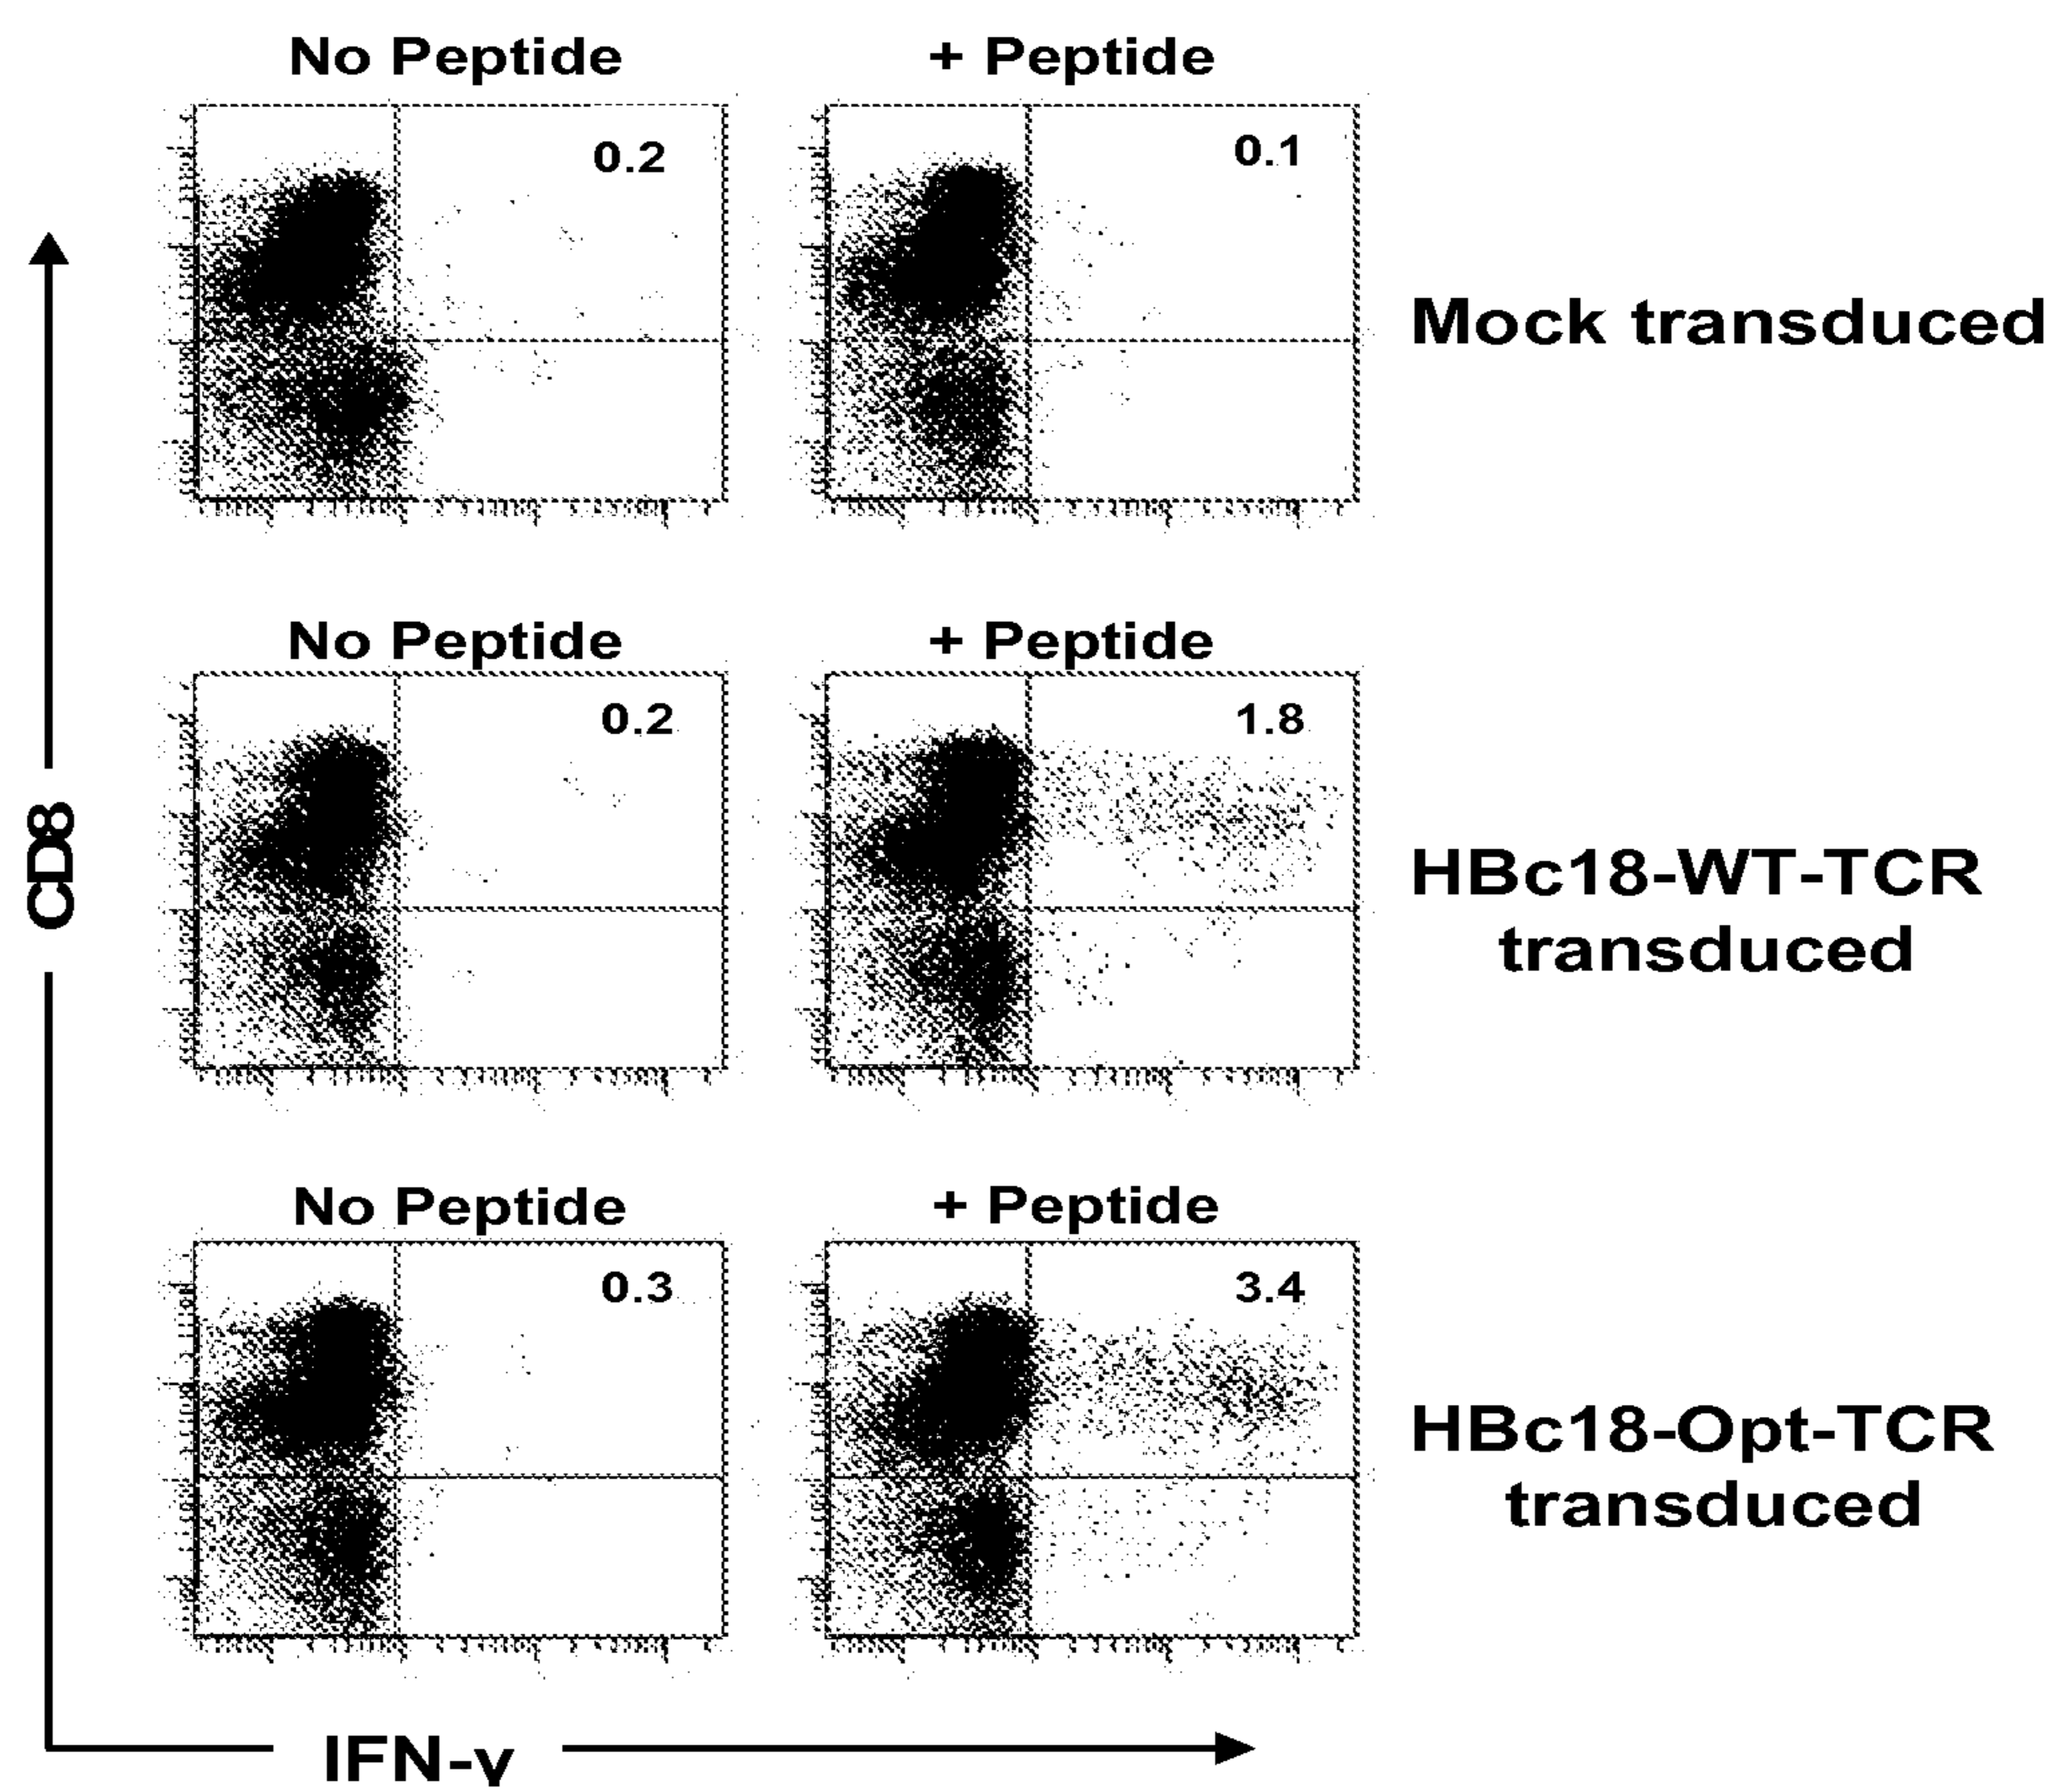 No Peptide
+ Peptide
0.2
0.1
Mock transduced
No Peptide
+ Peptide
0.2
1.8
CD8
HBc18-WT-TCR
transduced
No Peptide
+ Peptide
0.3
3.4
HBc18-Opt-TCR
transduced
IFN-γ